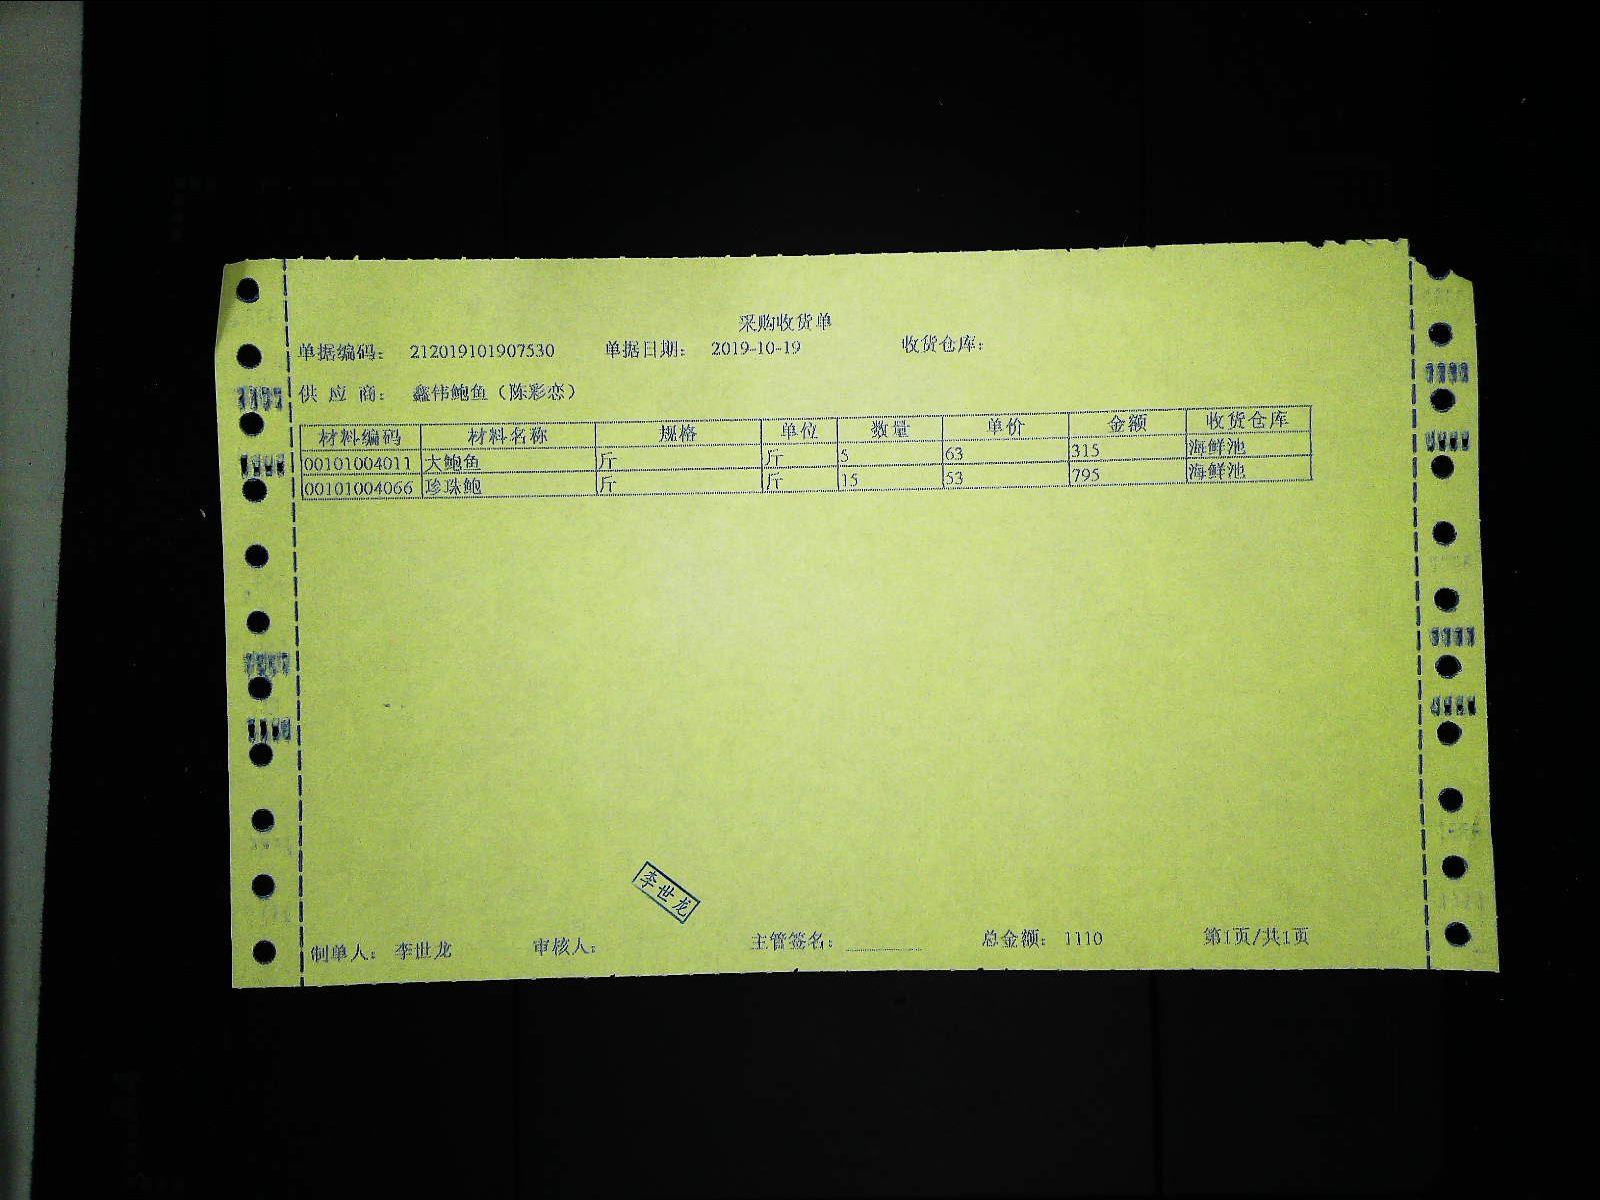 采购收货单
单据编码: 212019101907530 单据日期: 2019-10-19 收货仓库:
供应商: 鑫伟鲍鱼(陈彩恋)
材料编码 材料名称 规格 单位 数量 单价 金额 收货仓库
00101004011 大鲍鱼 斤 斤 5 63 315 海鲜池
00101004066 珍珠鲍 斤 斤 15 53 795 海鲜池
李世龙
制单人: 李世龙 审核人: 主管签名: 总金额: 1110 第1页/共1页